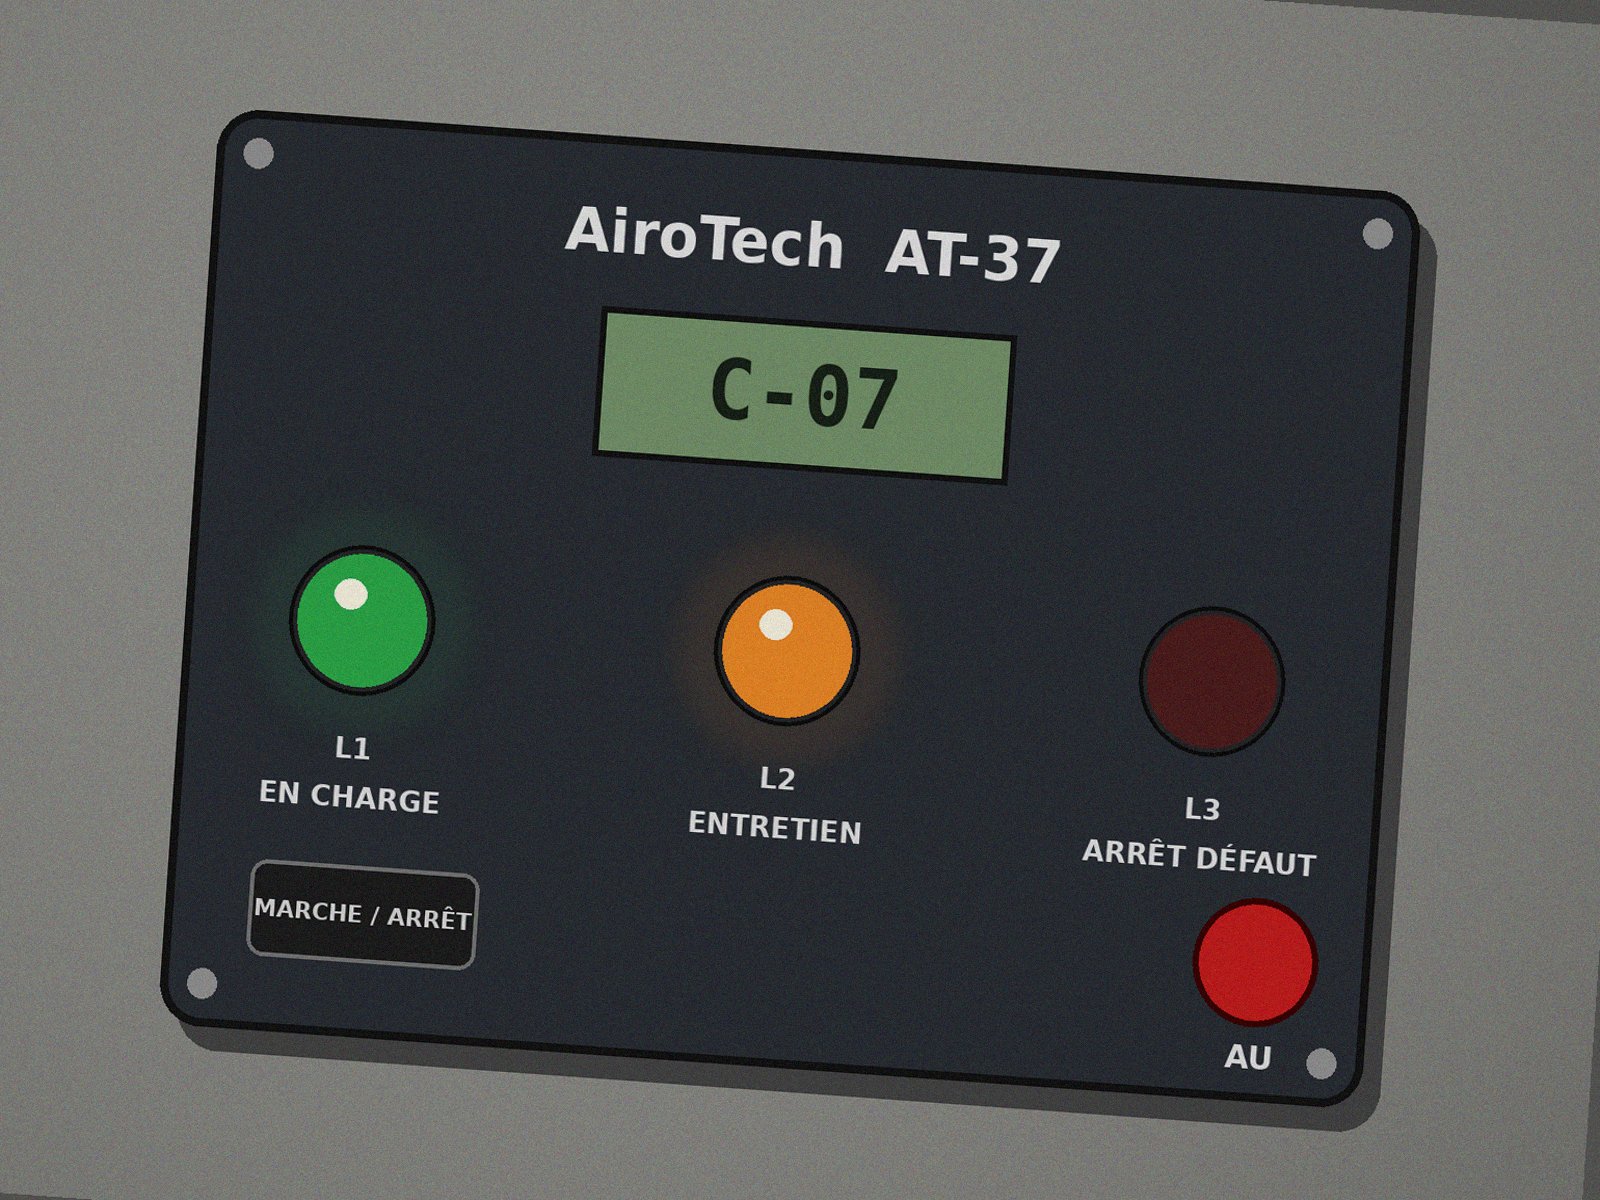 AiroTech AT-37
C-07
L1
EN CHARGE
L2
ENTRETIEN
L3
ARRÊT DÉFAUT
MARCHE / ARRÊT
AU